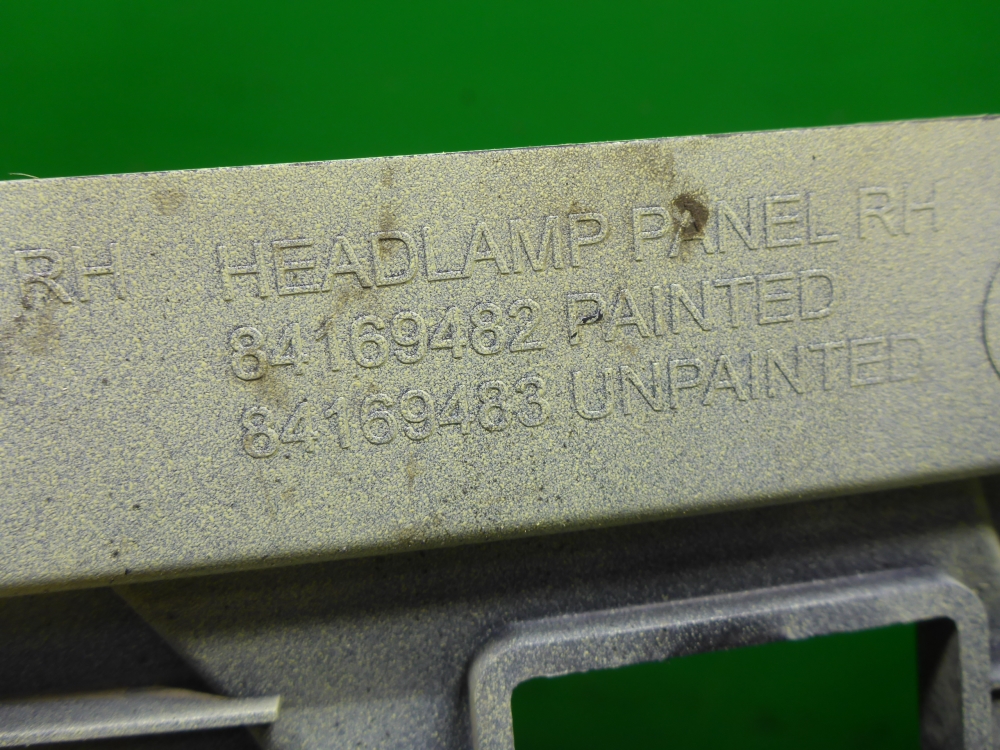 RH HEADLAMP PANEL RH
84169482 PAINTED
84169483 UNPAINTED